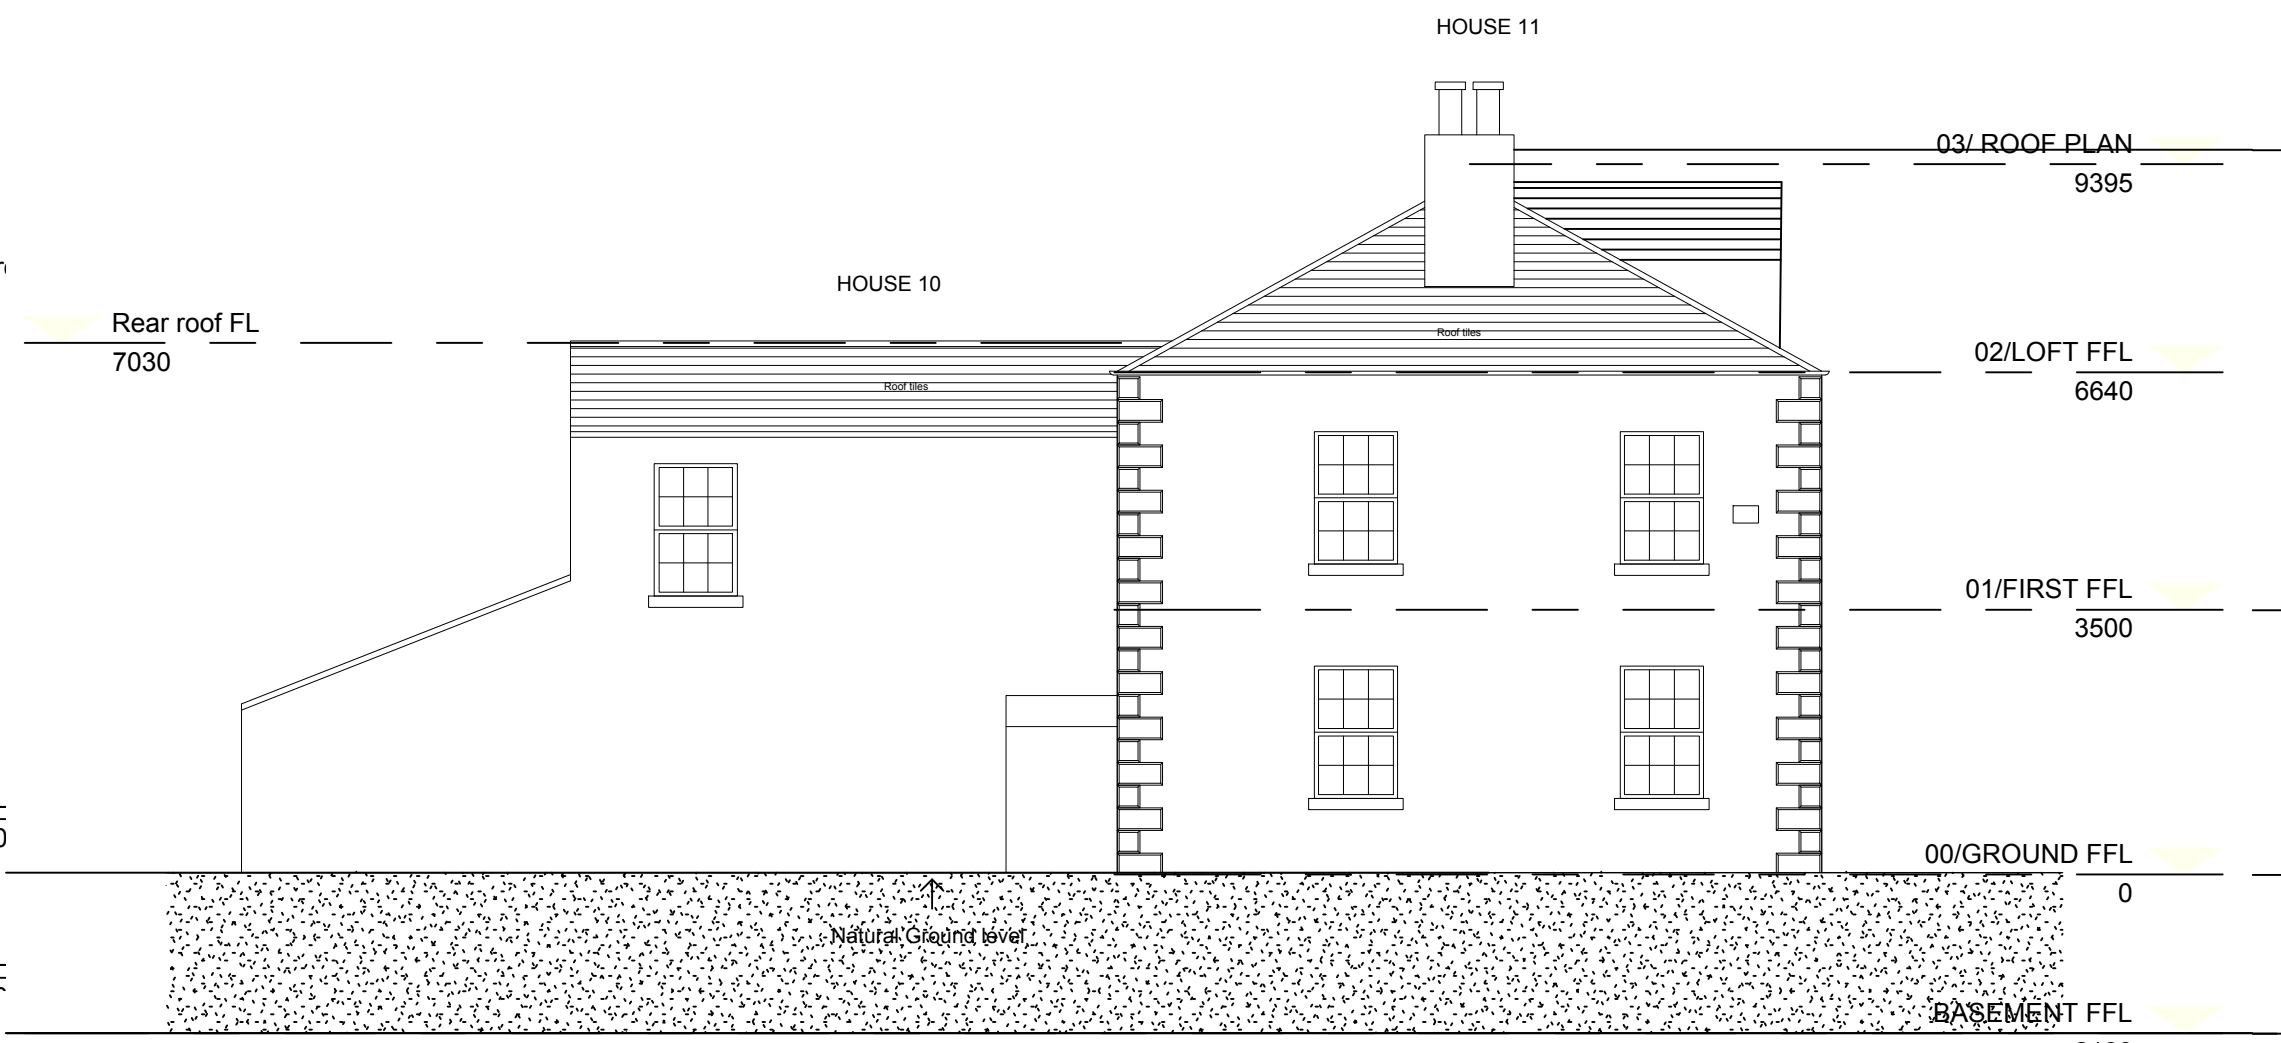 HOUSE 11
03/ ROOF PLAN
9395
HOUSE 10
Rear roof FL
7030
Roof tiles
02/LOFT FFL
6640
Roof tiles
01/FIRST FFL
3500
00/GROUND FFL
0
Natural Ground level
BASEMENT FFL